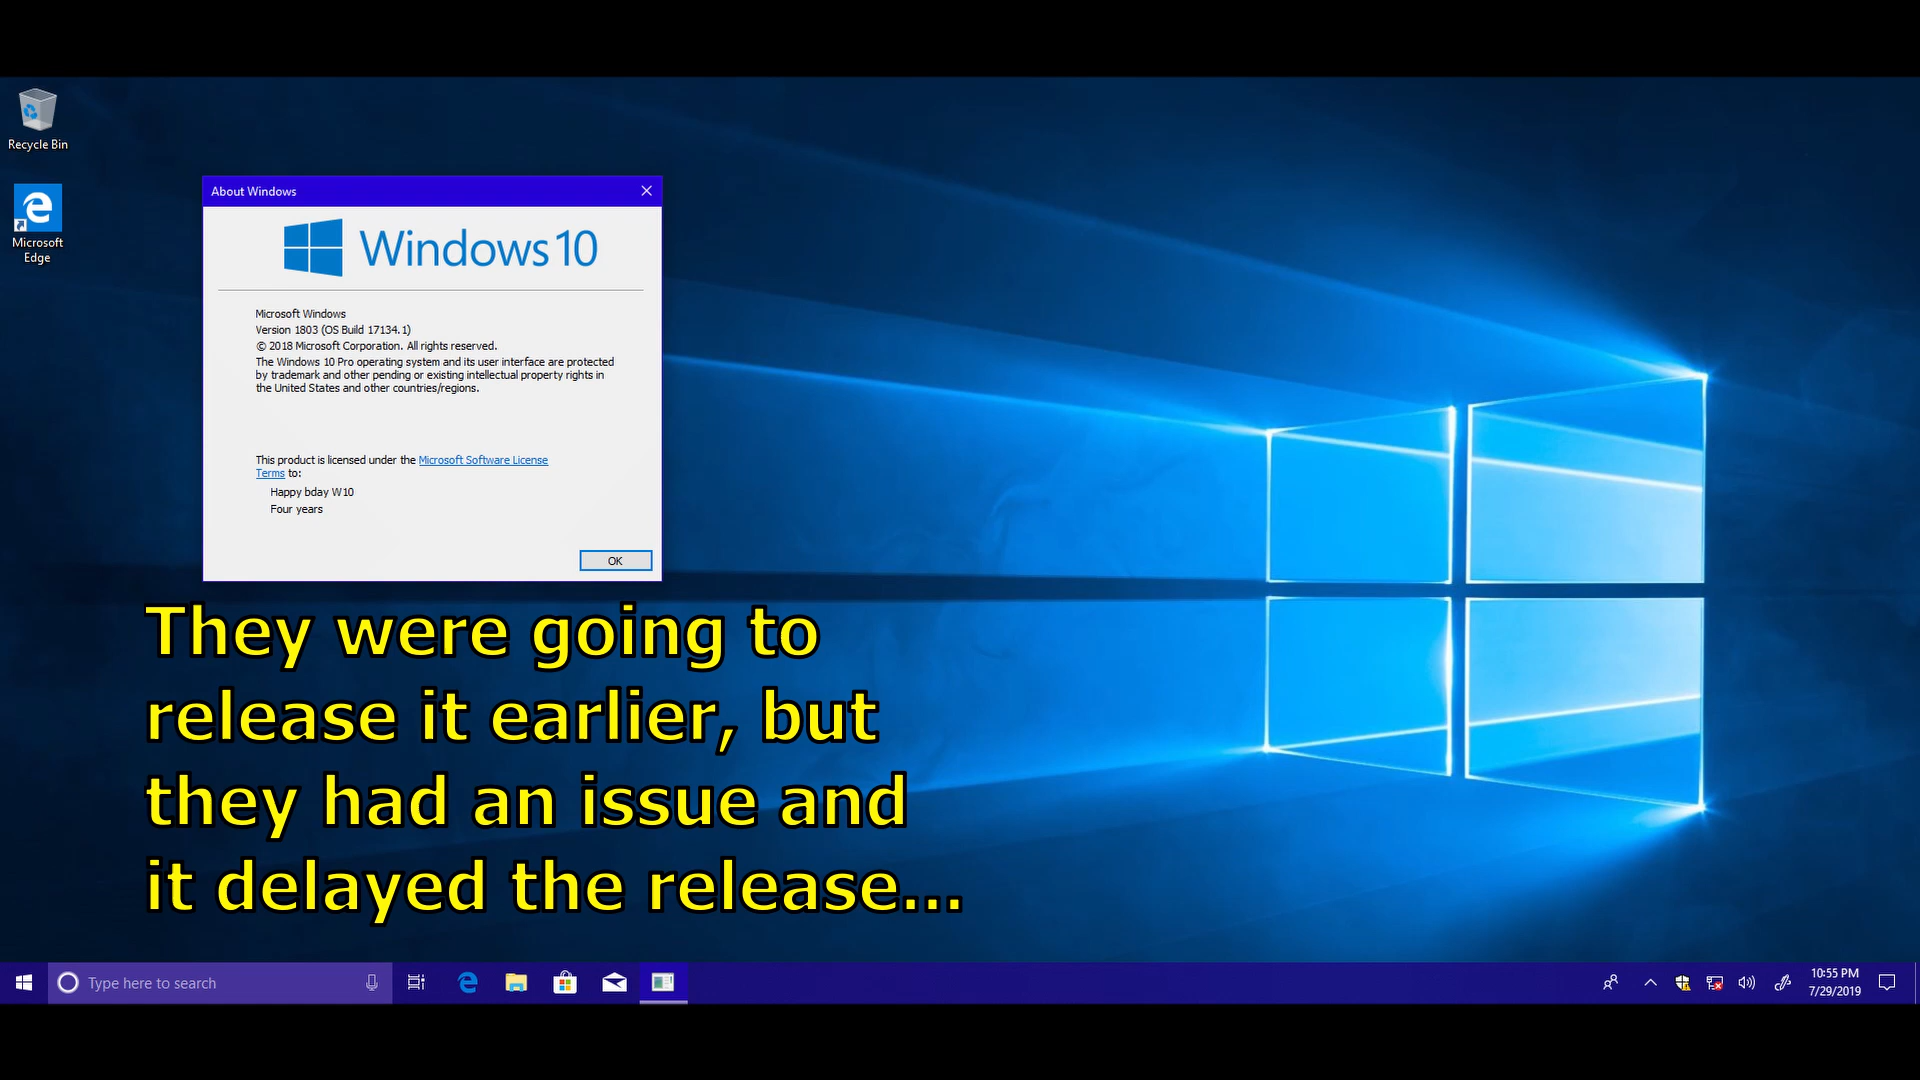 Recycle Bin
Microsoft
Edge
About Windows
Windows 10
Microsoft Windows
Version 1803 (OS Build 17134.1)
© 2018 Microsoft Corporation. All rights reserved.
The Windows 10 Pro operating system and its user interface are protected
by trademark and other pending or existing intellectual property rights in
the United States and other countries/regions.
This product is licensed under the Microsoft Software License
Terms to:
Happy bday W10
Four years
OK
They were going to
release it earlier, but
they had an issue and
it delayed the release...
Type here to search
10:55 PM
7/29/2019